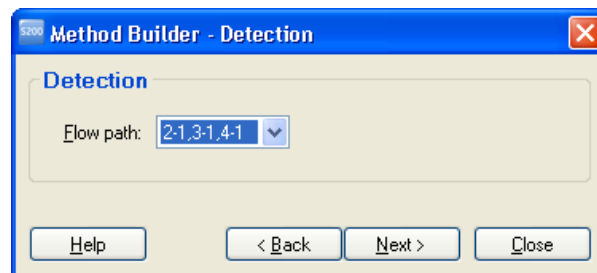 S200 Method Builder - Detection
Detection
Flow path: 2-1,3-1,4-1
Help < Back Next > Close